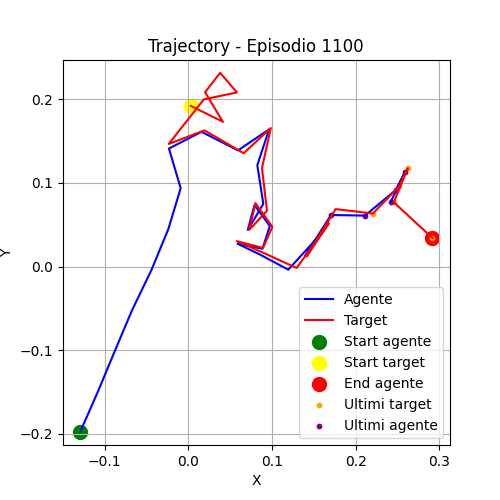 Trajectory - Episodio 1100
Y
0.2
0.1
0.0
−0.1
−0.2
−0.1
0.0
0.1
0.2
0.3
X
Agente
Target
Start agente
Start target
End agente
Ultimi target
Ultimi agente